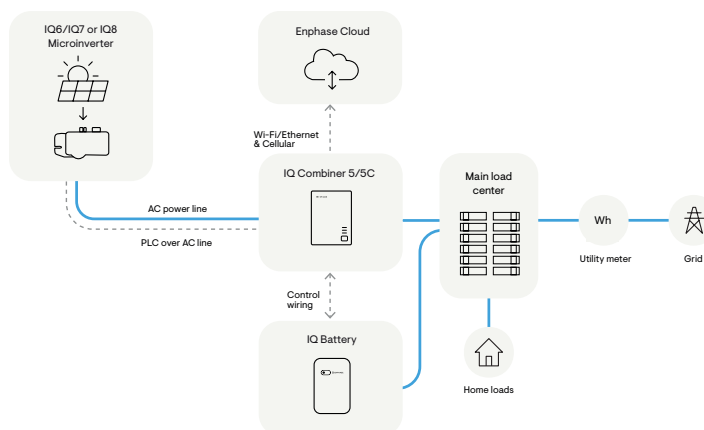 IQ6/IQ7 or IQ8
Microinverter
Enphase Cloud
Wi-Fi/Ethernet
& Cellular
IQ Combiner 5/5C
Main load
center
AC power line
PLC over AC line
Wh
Utility meter
Grid
Control
wiring
IQ Battery
Home loads